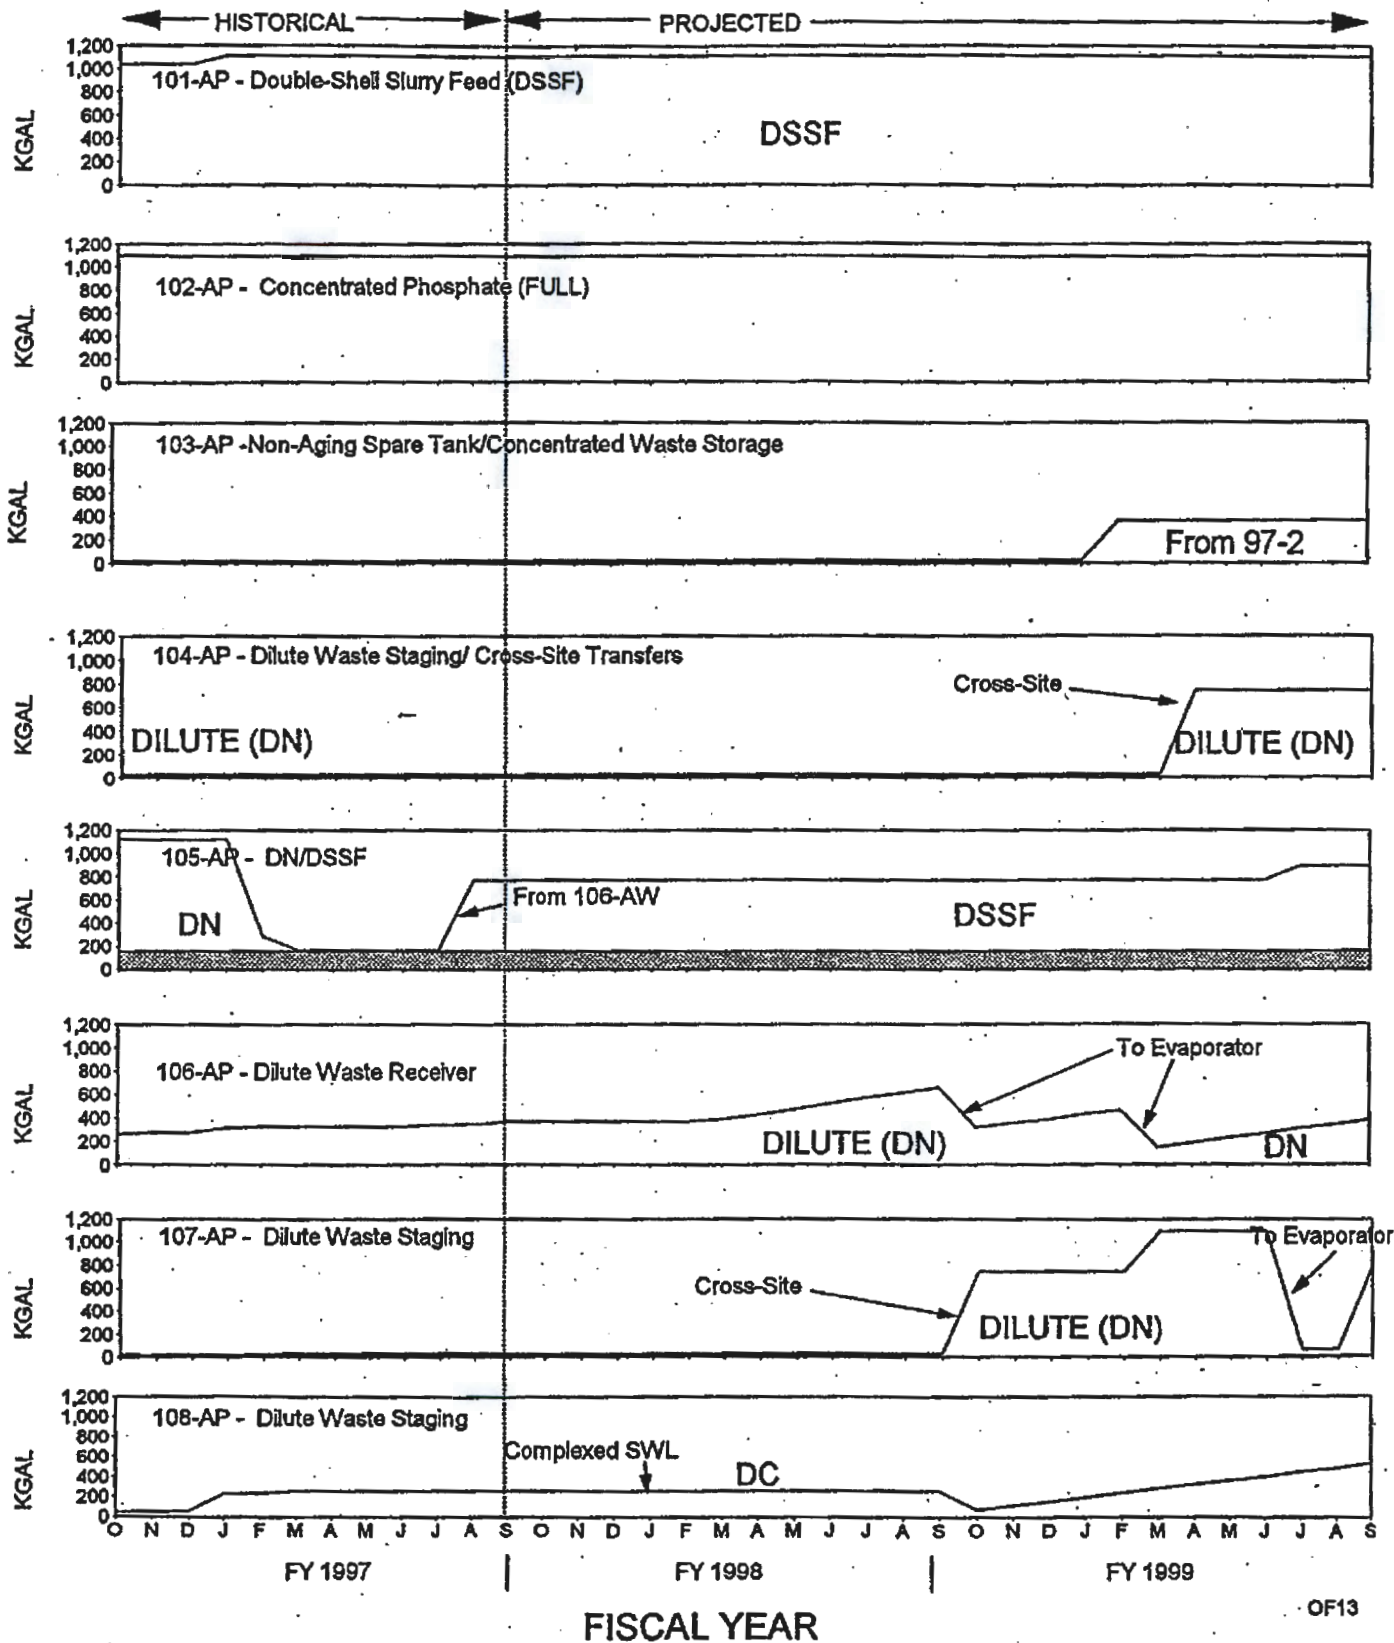 HISTORICAL PROJECTED
1,200
1,000
800
600
400
200
0
KGAL
101-AP - Double-Shell Slurry Feed (DSSF)
DSSF
1,200
1,000
800
600
400
200
0
KGAL
102-AP - Concentrated Phosphate (FULL)
1,200
1,000
800
600
400
200
0
KGAL
103-AP -Non-Aging Spare Tank/Concentrated Waste Storage
From 97-2
1,200
1,000
800
600
400
200
0
KGAL
104-AP - Dilute Waste Staging/ Cross-Site Transfers
Cross-Site
DILUTE (DN)
DILUTE (DN)
1,200
1,000
800
600
400
200
0
KGAL
105-AP - DN/DSSF
From 106-AW
DN
DSSF
1,200
1,000
800
600
400
200
0
KGAL
To Evaporator
106-AP - Dilute Waste Receiver
DILUTE (DN)
DN
1,200
1,000
800
600
400
200
0
KGAL
107-AP - Dilute Waste Staging
To Evaporator
Cross-Site
DILUTE (DN)
1,200
1,000
800
600
400
200
0
KGAL
108-AP - Dilute Waste Staging
Complexed SWL
DC
O N D J F M A M J J A S O N D J F M A M J J A S O N D J F M A M J J A S
FY 1997 FY 1998 FY 1999
FISCAL YEAR
OF13